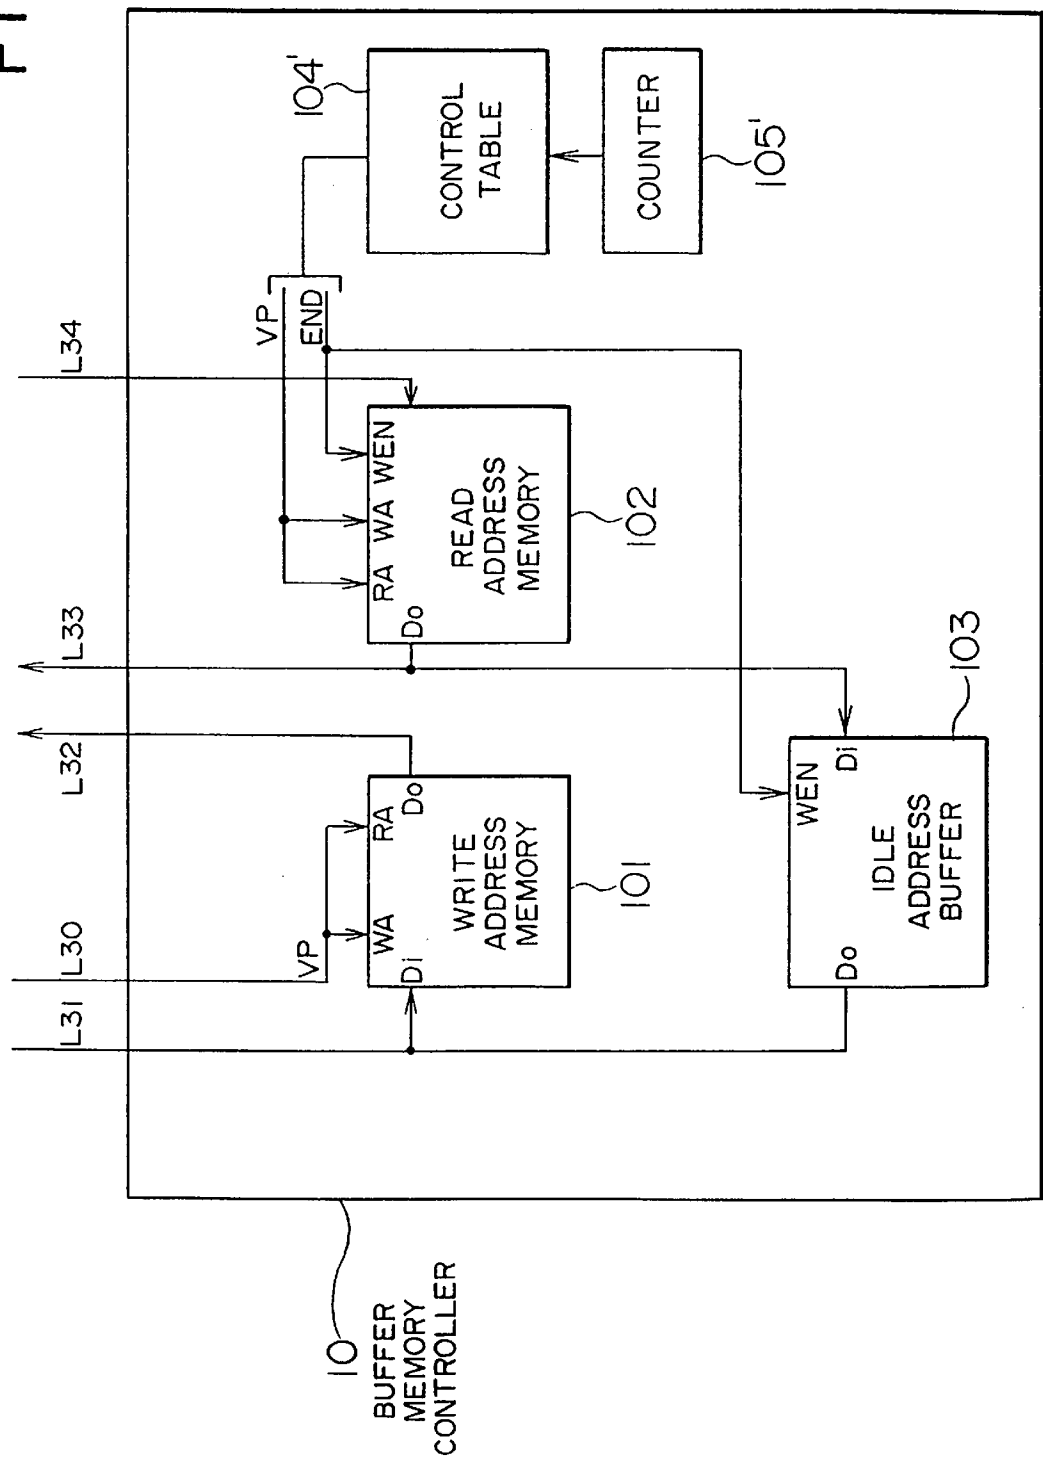 L31
L30
L32
L33
L34
VP
WA
RA
Di
Do
WRITE
ADDRESS
MEMORY
101
VP
END
RA
WA
WEN
Do
READ
ADDRESS
MEMORY
102
104'
CONTROL
TABLE
COUNTER
105'
WEN
Do
Di
IDLE
ADDRESS
BUFFER
103
10
BUFFER
MEMORY
CONTROLLER